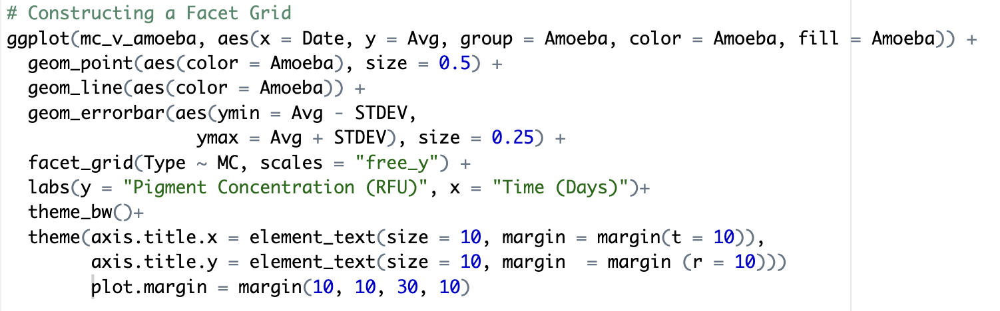 # Constructing a Facet Grid
ggplot(mc_v_amoeba, aes(x = Date, y = Avg, group = Amoeba, color = Amoeba, fill = Amoeba)) +
  geom_point(aes(color = Amoeba), size = 0.5) +
  geom_line(aes(color = Amoeba)) +
  geom_errorbar(aes(ymin = Avg - STDEV,
                  ymax = Avg + STDEV), size = 0.25) +
  facet_grid(Type ~ MC, scales = "free_y") +
  labs(y = "Pigment Concentration (RFU)", x = "Time (Days)")+
  theme_bw()+
  theme(axis.title.x = element_text(size = 10, margin = margin(t = 10)),
        axis.title.y = element_text(size = 10, margin  = margin (r = 10)))
        plot.margin = margin(10, 10, 30, 10)